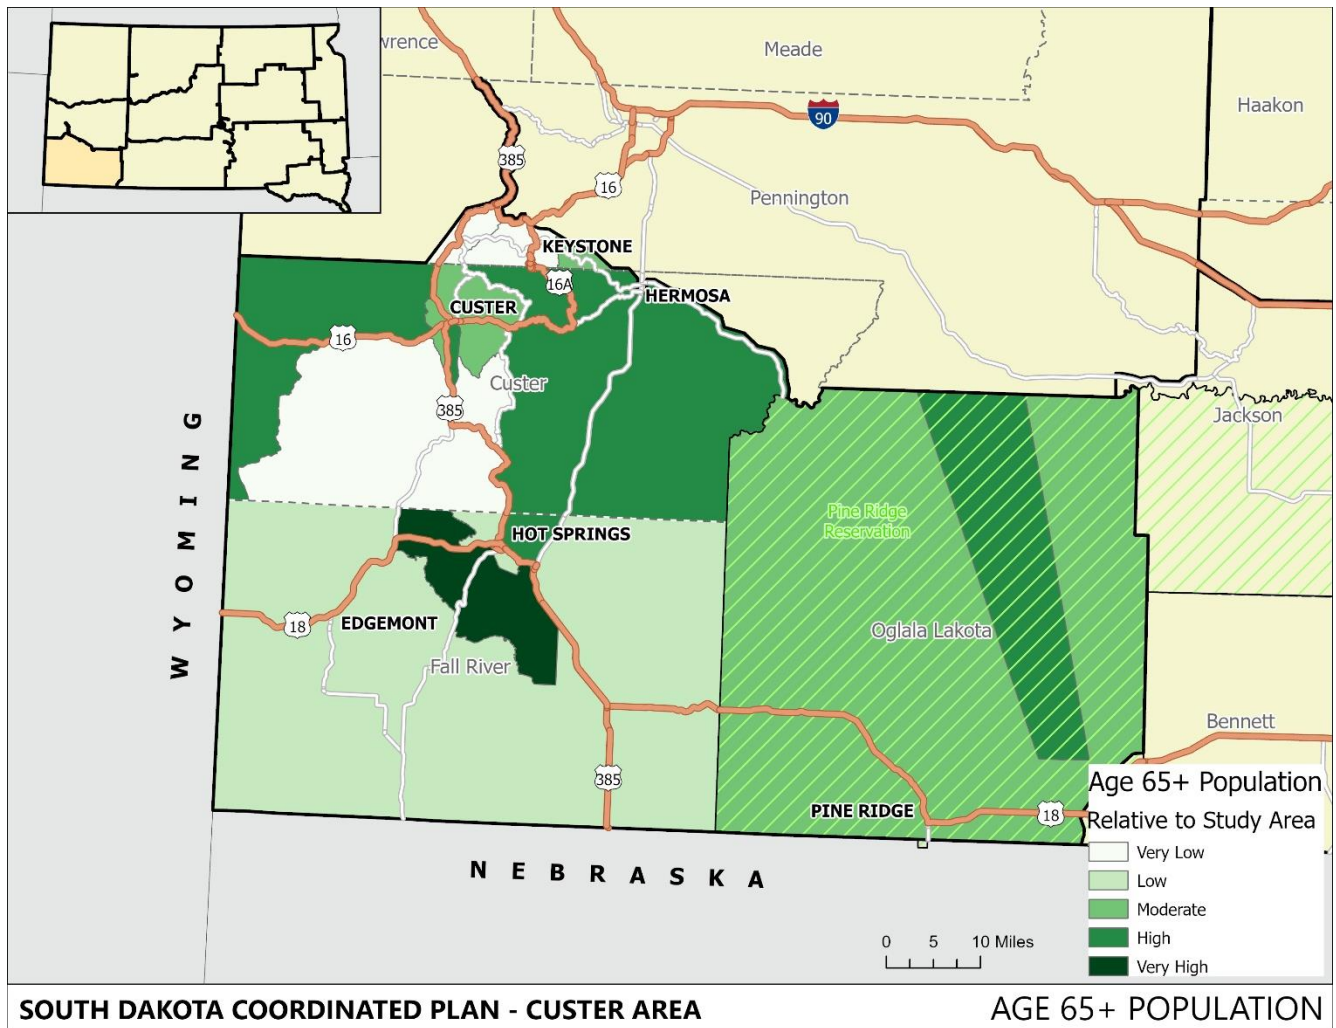 wrence
Meade
Haakon
90
385
16
Pennington
KEYSTONE
16A
HERMOSA
CUSTER
16
Custer
385
Jackson
WYOMING
Pine Ridge
Reservation
HOT SPRINGS
18
EDGEMONT
Oglala Lakota
Fall River
Bennett
385
PINE RIDGE
18
NEBRASKA
Age 65+ Population
Relative to Study Area
Very Low
Low
Moderate
High
Very High
0 5 10 Miles
SOUTH DAKOTA COORDINATED PLAN - CUSTER AREA
AGE 65+ POPULATION